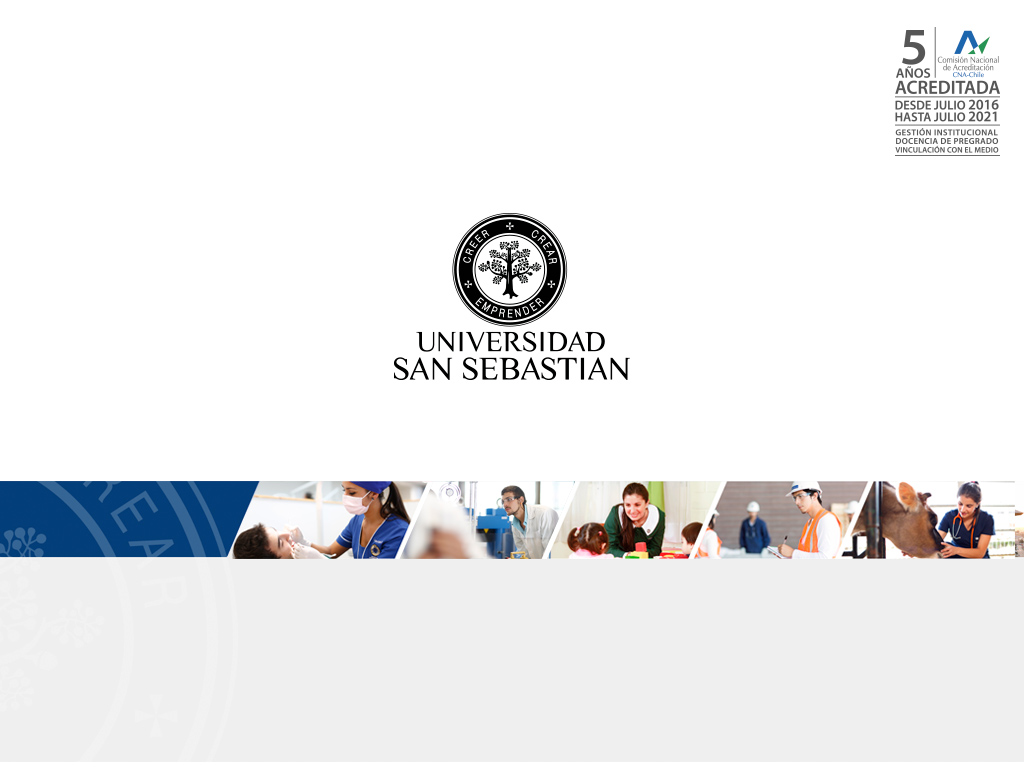 5
AÑOS
Comisión Nacional
de Acreditación
CNA-Chile
ACREDITADA
DESDE JULIO 2016
HASTA JULIO 2021
GESTIÓN INSTITUCIONAL
DOCENCIA DE PREGRADO
VINCULACIÓN CON EL MEDIO
CREER CREAR
EMPRENDER
UNIVERSIDAD
SAN SEBASTIAN
REAR